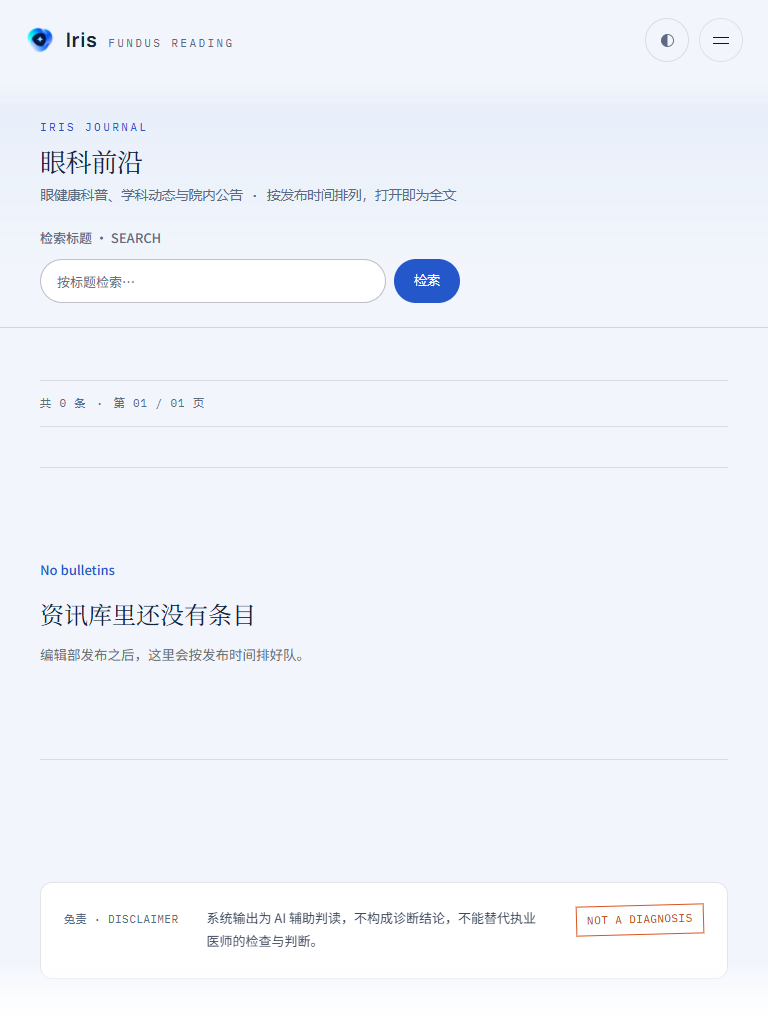 Iris FUNDUS READING
IRIS JOURNAL
眼科前沿
眼健康科普、学科动态与院内公告 · 按发布时间排列，打开即为全文
检索标题 · SEARCH
按标题检索…
检索
共 0 条 · 第 01 / 01 页
No bulletins
资讯库里还没有条目
编辑部发布之后，这里会按发布时间排好队。
免责 · DISCLAIMER
系统输出为 AI 辅助判读，不构成诊断结论，不能替代执业
医师的检查与判断。
NOT A DIAGNOSIS